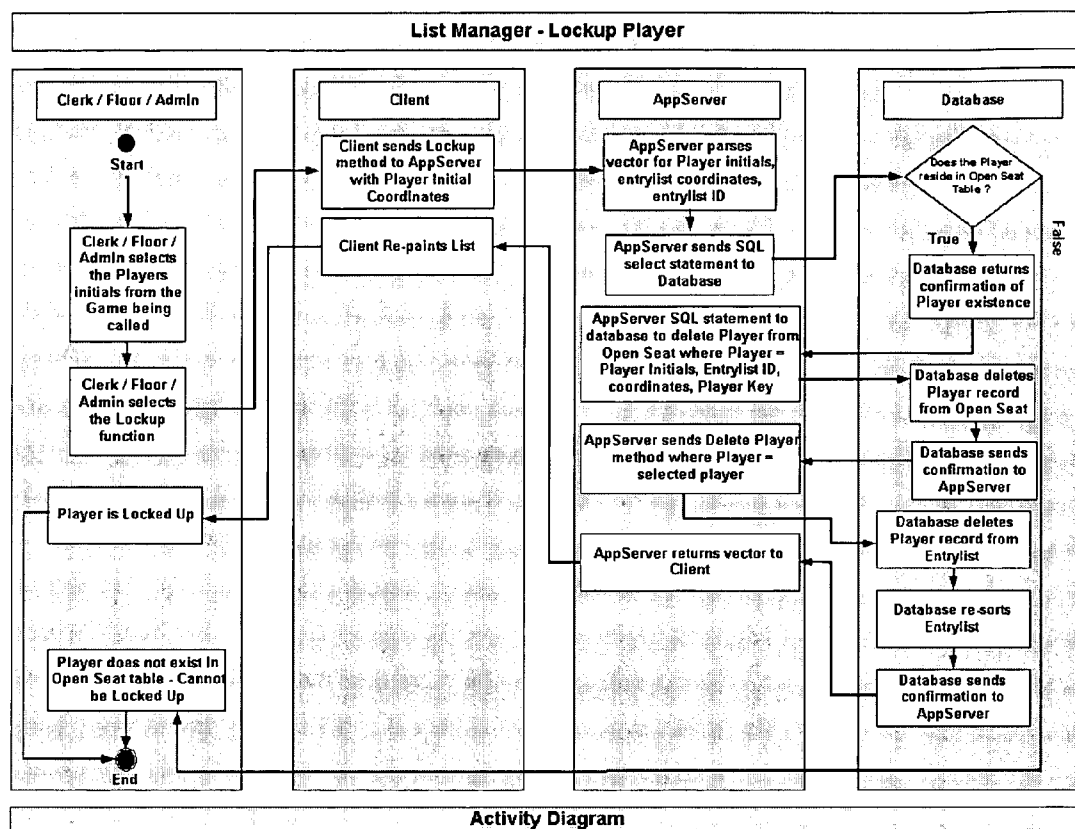 List Manager - Lockup Player
Clerk / Floor / Admin
Start
Clerk / Floor /
Admin selects
the Players
initials from the
Game being
called
Clerk / Floor /
Admin selects
the Lockup
function
Player is Locked Up
Player does not exist in
Open Seat table - Cannot
be Locked Up
End
Client
Client sends Lockup
method to AppServer
with Player Initial
Coordinates
Client Re-paints List
AppServer
AppServer parses
vector for Player initials,
entrylist coordinates,
entrylist ID
AppServer sends SQL
select statement to
Database
AppServer SQL statement to
database to delete Player from
Open Seat where Player =
Player Initials, Entrylist ID,
coordinates, Player Key
AppServer sends Delete Player
method where Player =
selected player
AppServer returns vector to
Client
Database
Does the Player
reside in Open Seat
Table ?
True
False
Database returns
confirmation of
Player existence
Database deletes
Player record
from Open Seat
Database sends
confirmation to
AppServer
Database deletes
Player record from
Entrylist
Database re-sorts
Entrylist
Database sends
confirmation to
AppServer
Activity Diagram